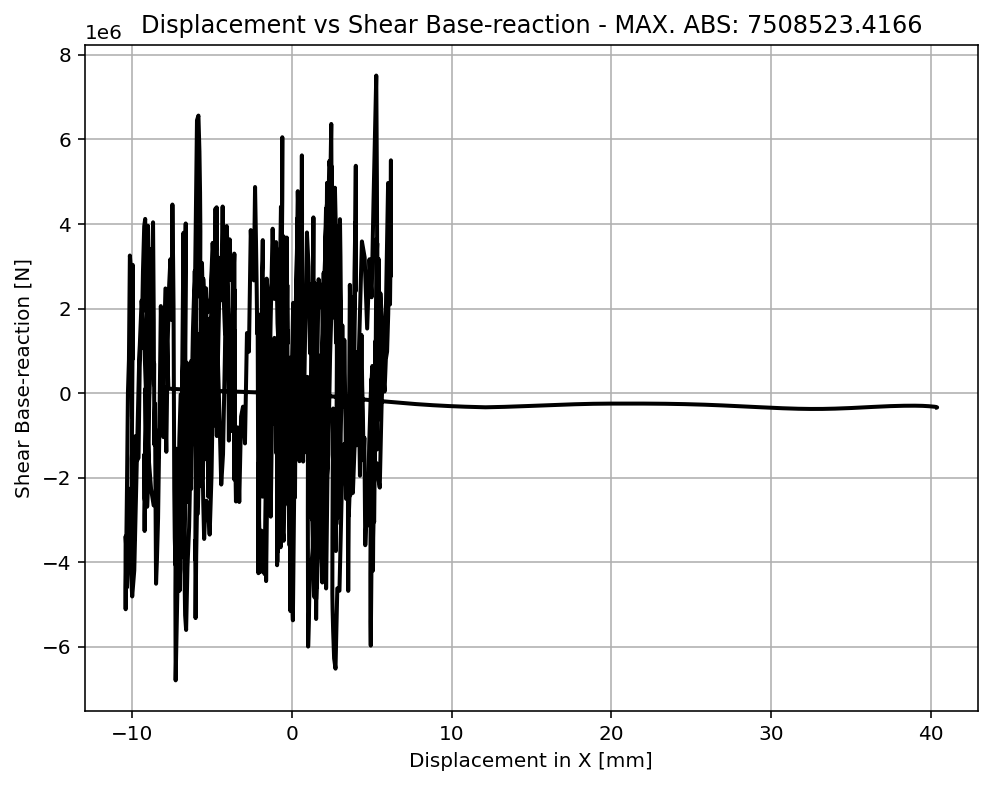 Displacement vs Shear Base-reaction - MAX. ABS: 7508523.4166
1e6
8
6
4
2
0
−2
−4
−6
Shear Base-reaction [N]
−10 0 10 20 30 40
Displacement in X [mm]